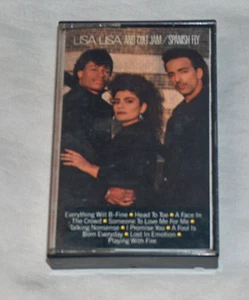 LISA LISA AND CULT JAM / SPANISH FLY
Everything Will B-Fine • Head To Toe • A Face In
The Crowd • Someone To Love Me For Me •
Talking Nonsense • I Promise You • A Fool Is
Born Everyday • Lost In Emotion •
Playing With Fire